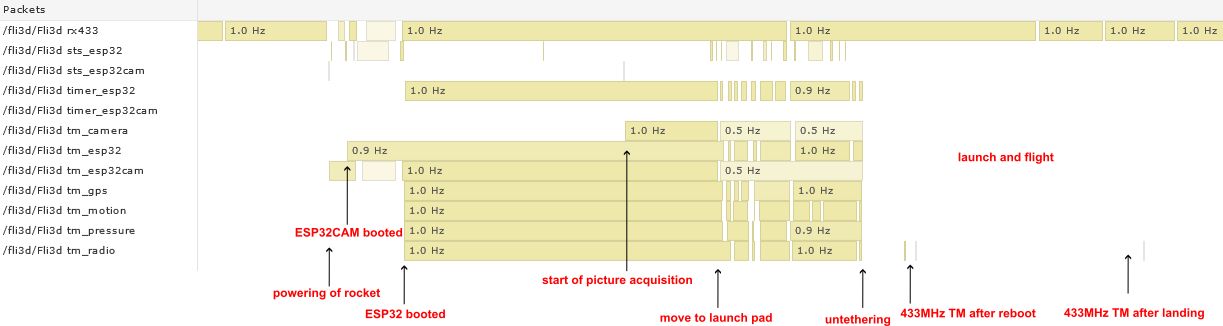 Packets
/fli3d/Fli3d rx433 1.0 Hz 1.0 Hz 1.0 Hz 1.0 Hz 1.0 Hz 1.0 Hz
/fli3d/Fli3d sts_esp32
/fli3d/Fli3d sts_esp32cam
/fli3d/Fli3d timer_esp32 1.0 Hz 0.9 Hz
/fli3d/Fli3d timer_esp32cam
/fli3d/Fli3d tm_camera 1.0 Hz 0.5 Hz 0.5 Hz
/fli3d/Fli3d tm_esp32 0.9 Hz 1.0 Hz
launch and flight
/fli3d/Fli3d tm_esp32cam 1.0 Hz 0.5 Hz
/fli3d/Fli3d tm_gps 1.0 Hz 1.0 Hz
/fli3d/Fli3d tm_motion 1.0 Hz
/fli3d/Fli3d tm_pressure 1.0 Hz 0.9 Hz
ESP32CAM booted
/fli3d/Fli3d tm_radio 1.0 Hz 1.0 Hz
start of picture acquisition
powering of rocket
ESP32 booted
move to launch pad
untethering
433MHz TM after reboot
433MHz TM after landing